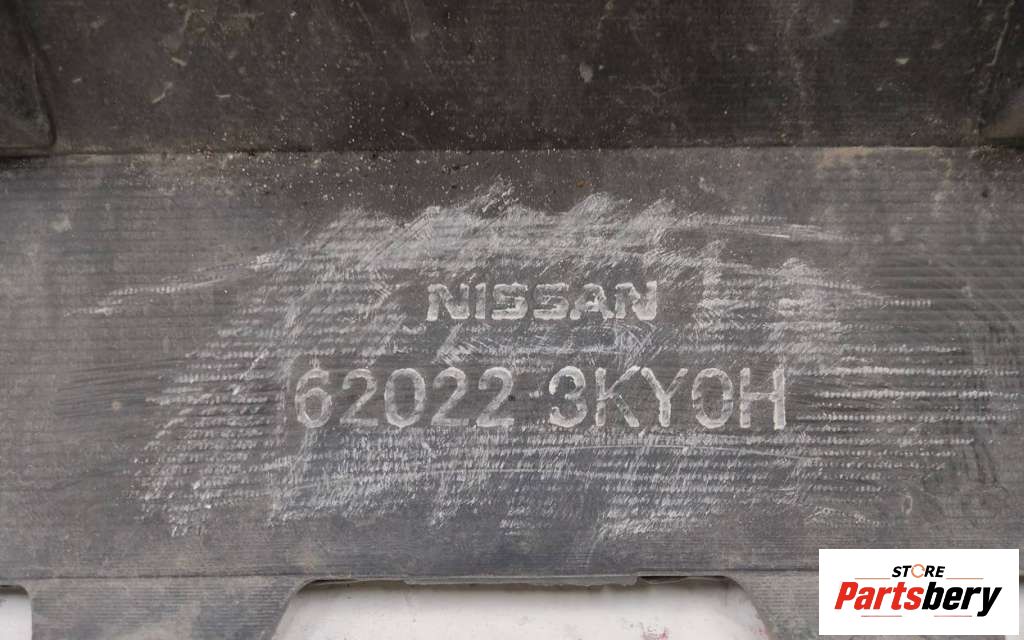 NISSAN
62022 3KY0H
STORE
Partsbery